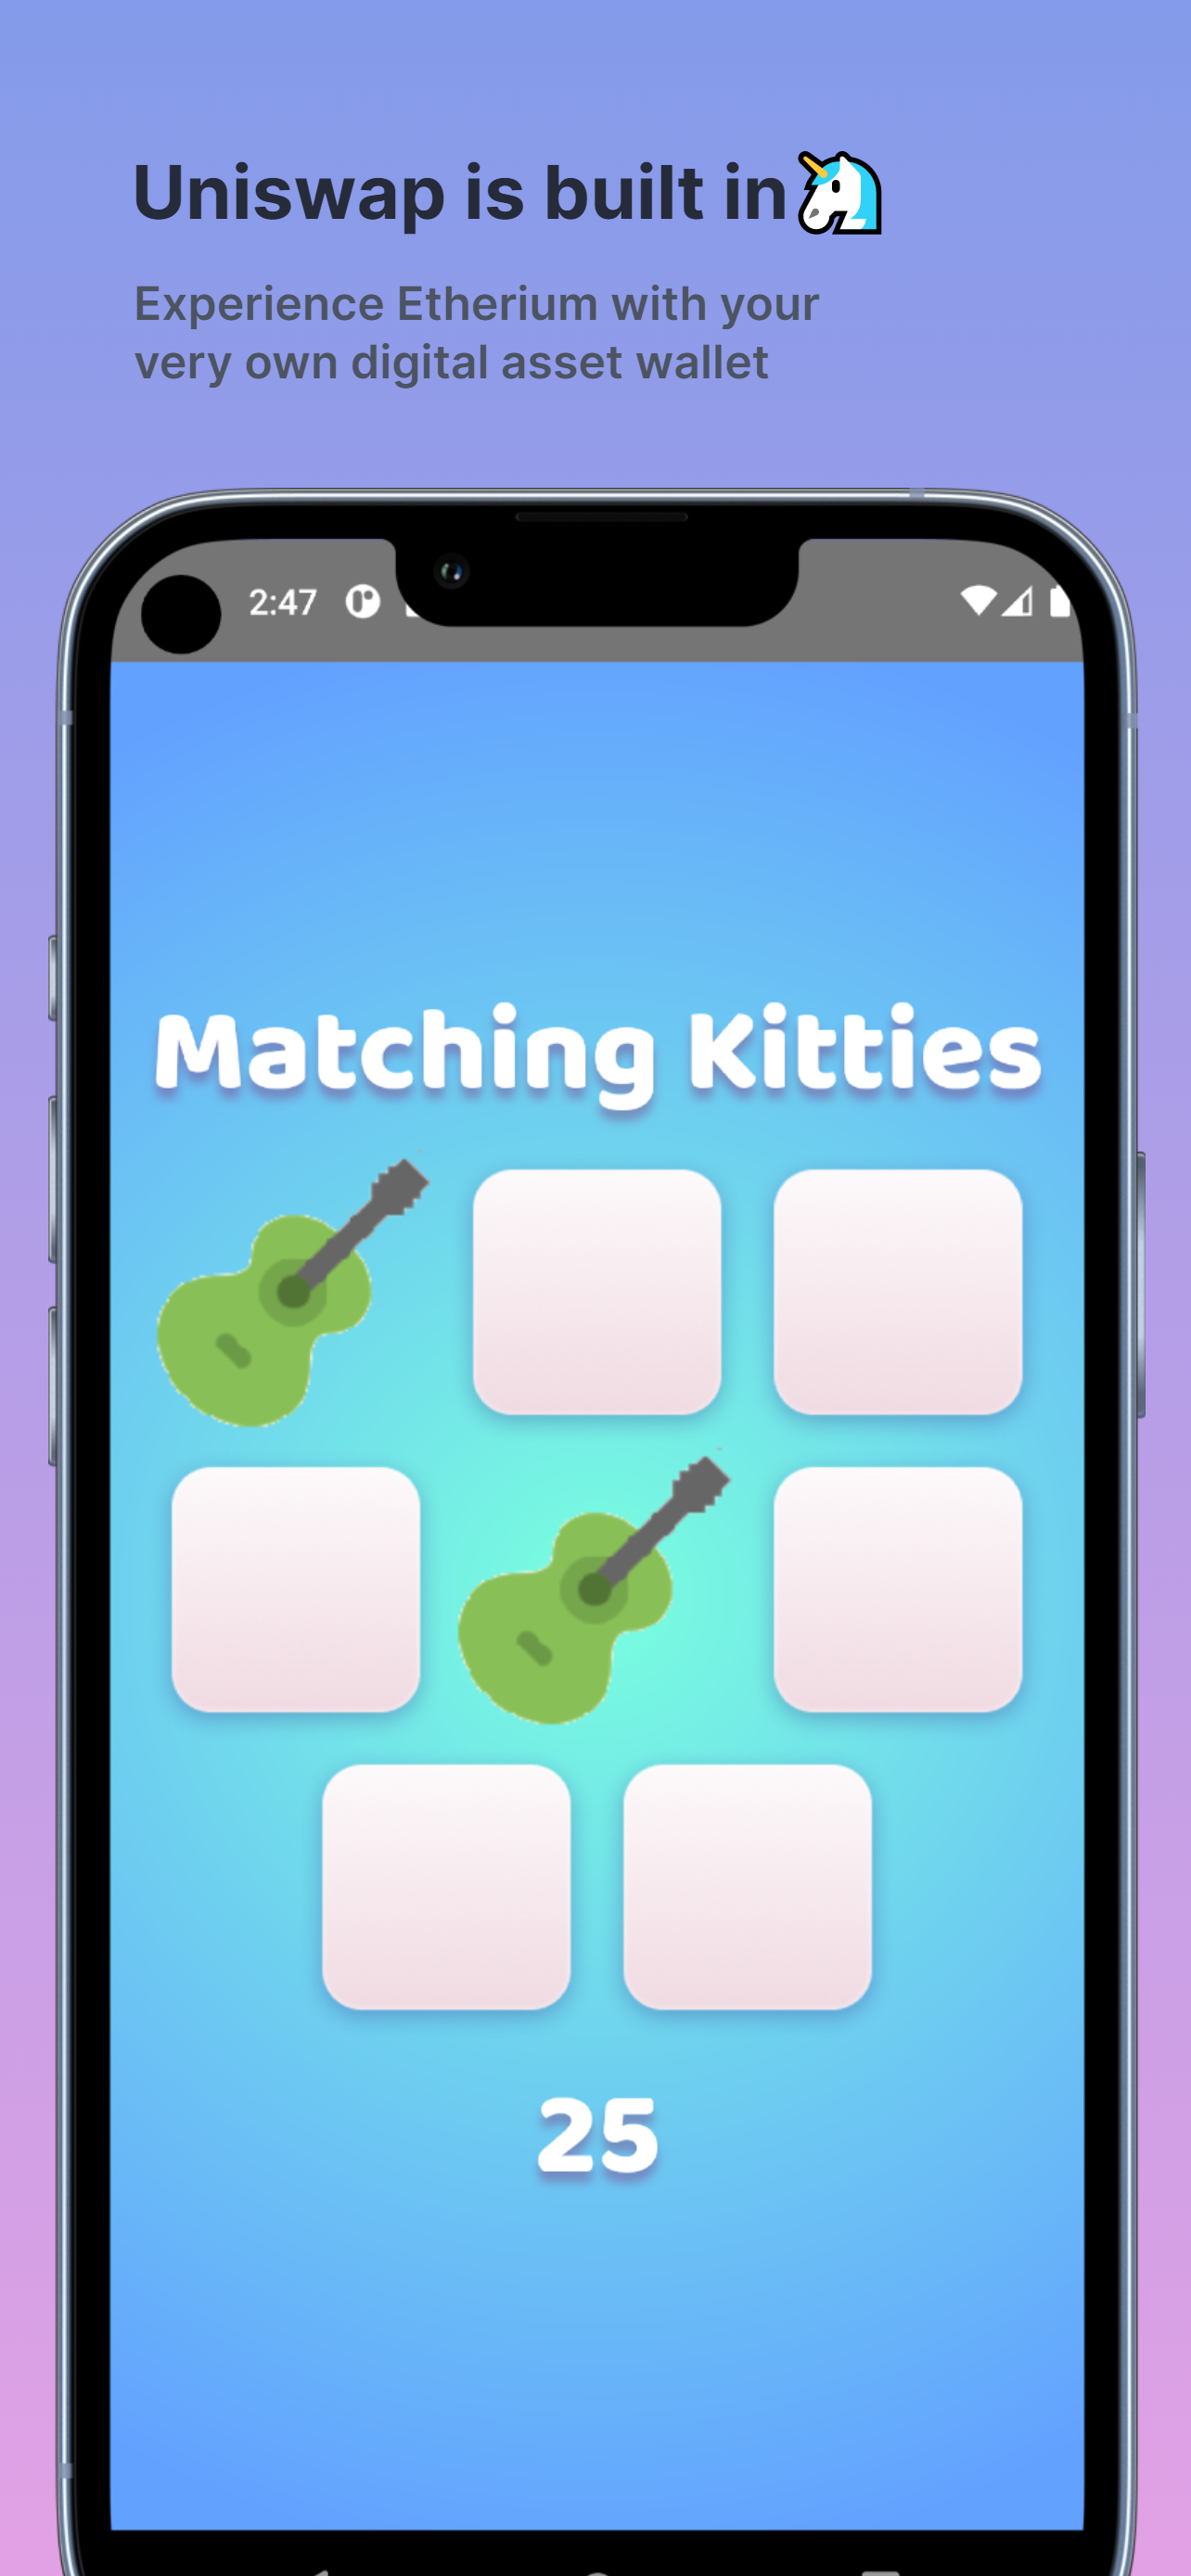 Uniswap is built in
Experience Etherium with your
very own digital asset wallet
2:47
Matching Kitties
25